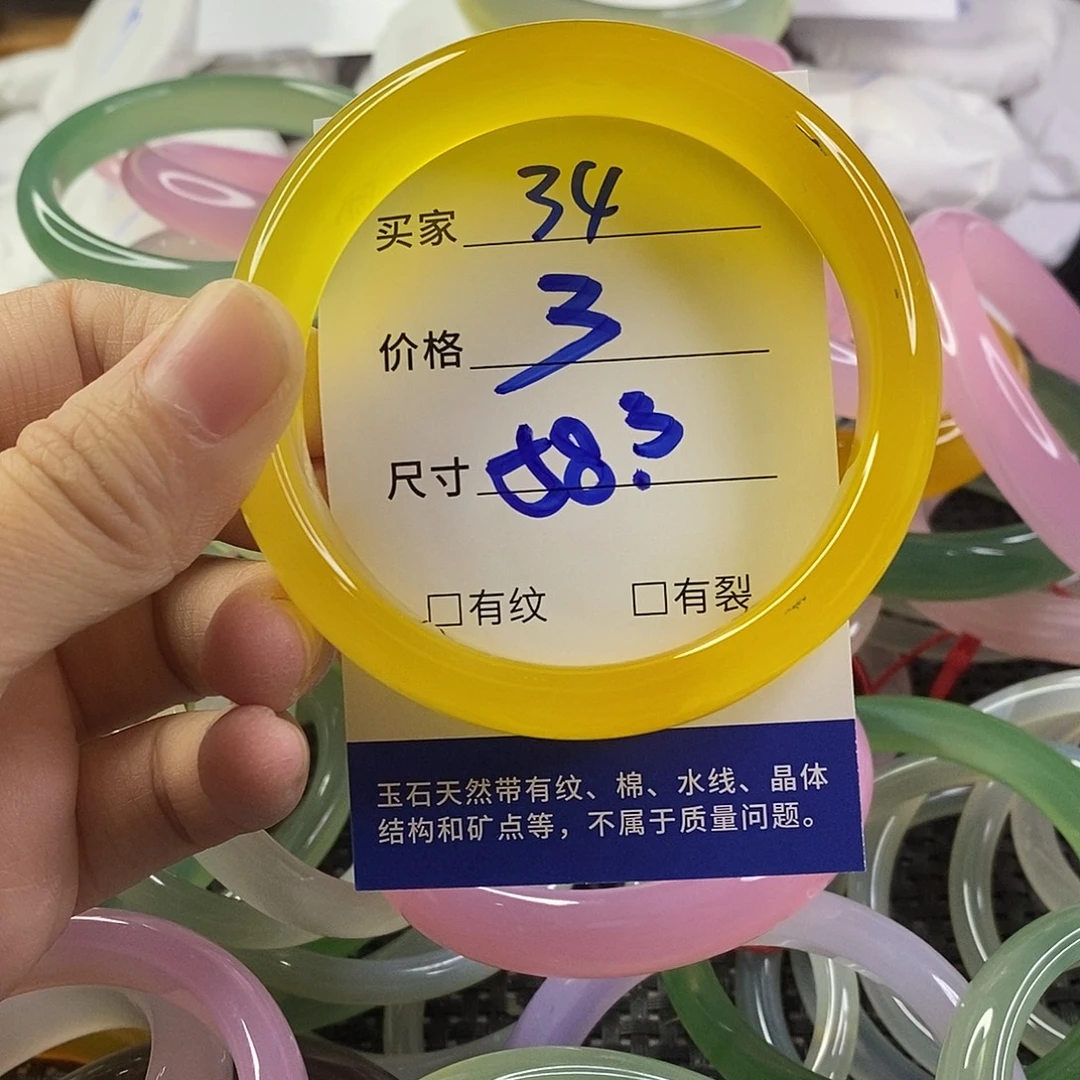 买家 34
价格 3
尺寸 58.3
□有纹 □有裂
玉石天然带有纹、棉、水线、晶体
结构和矿点等，不属于质量问题。